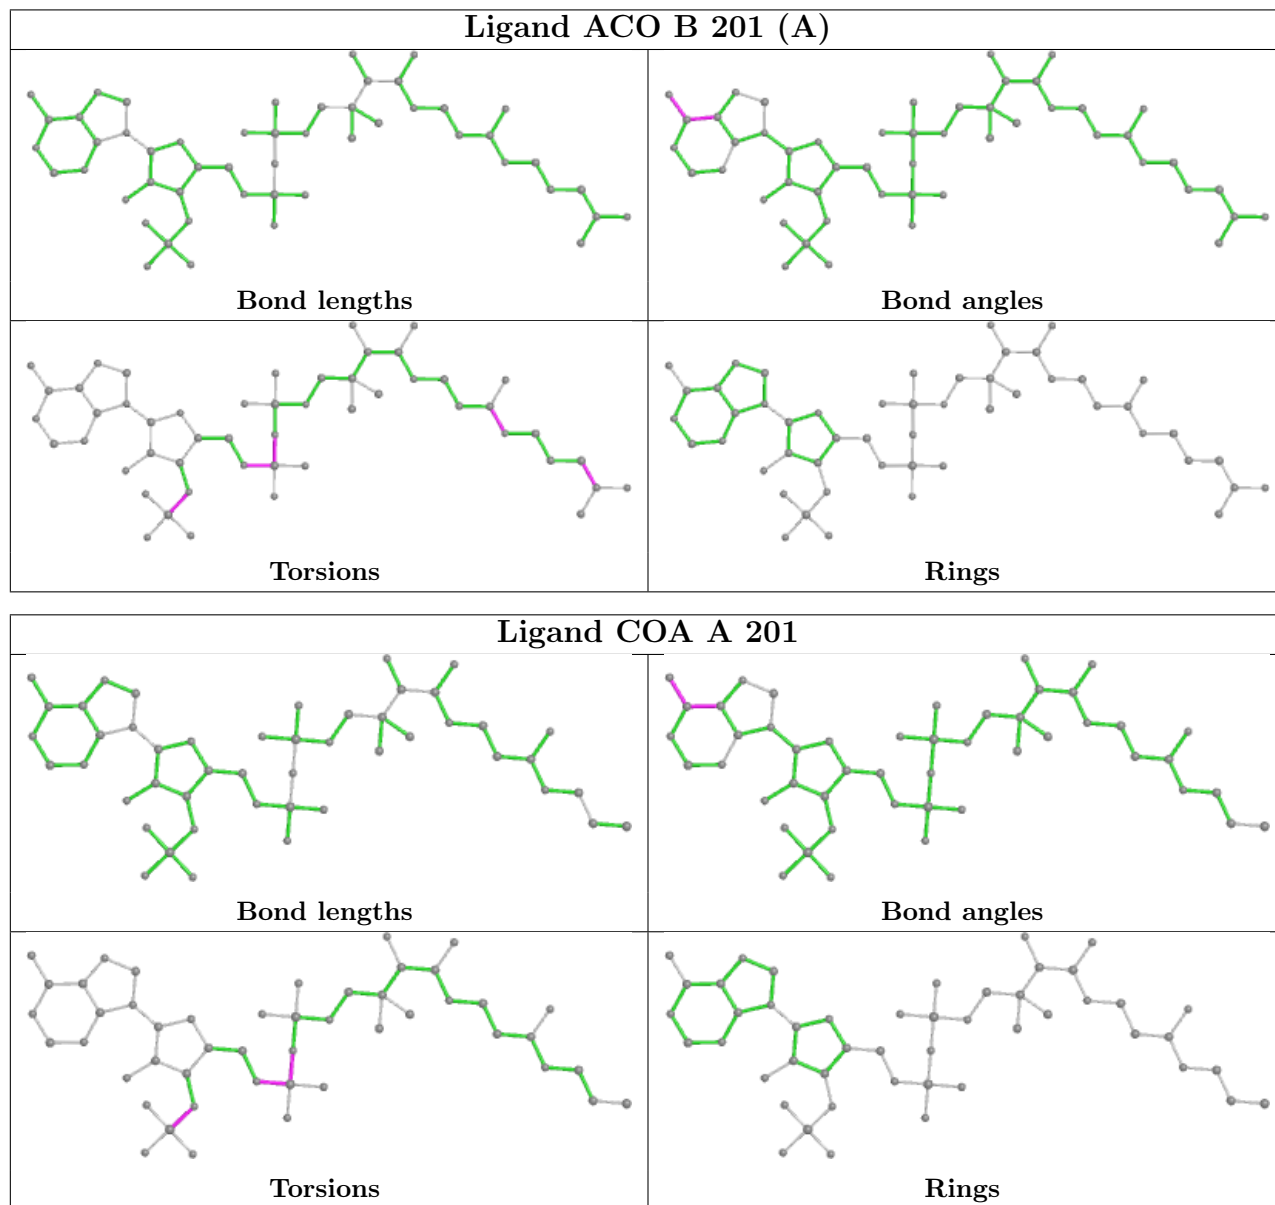 Ligand ACO B 201 (A)
Bond lengths
Bond angles
Torsions
Rings
Ligand COA A 201
Bond lengths
Bond angles
Torsions
Rings